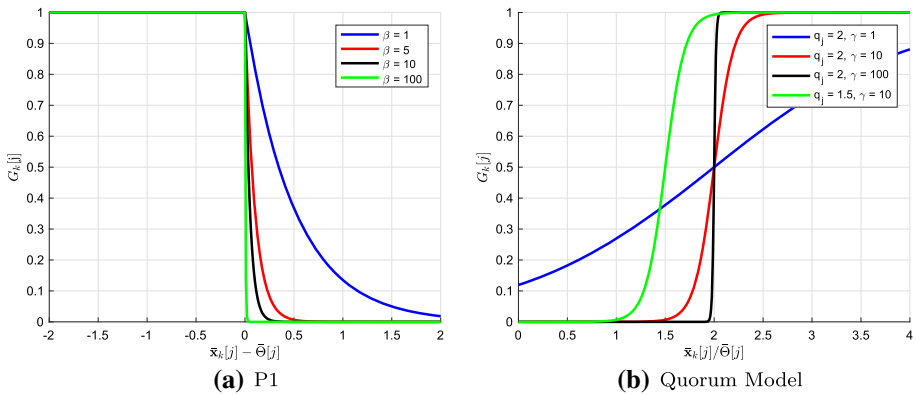 1
0.9
0.8
0.7
0.6
0.5
0.4
0.3
0.2
0.1
0
G_k[j]
β = 1
β = 5
β = 10
β = 100
-2 -1.5 -1 -0.5 0 0.5 1 1.5 2
x̄_k[j] − Θ̄[j]
(a) P1
1
0.9
0.8
0.7
0.6
0.5
0.4
0.3
0.2
0.1
0
G_k[j]
q_j = 2, γ = 1
q_j = 2, γ = 10
q_j = 2, γ = 100
q_j = 1.5, γ = 10
0 0.5 1 1.5 2 2.5 3 3.5 4
x̄_k[j]/Θ̄[j]
(b) Quorum Model